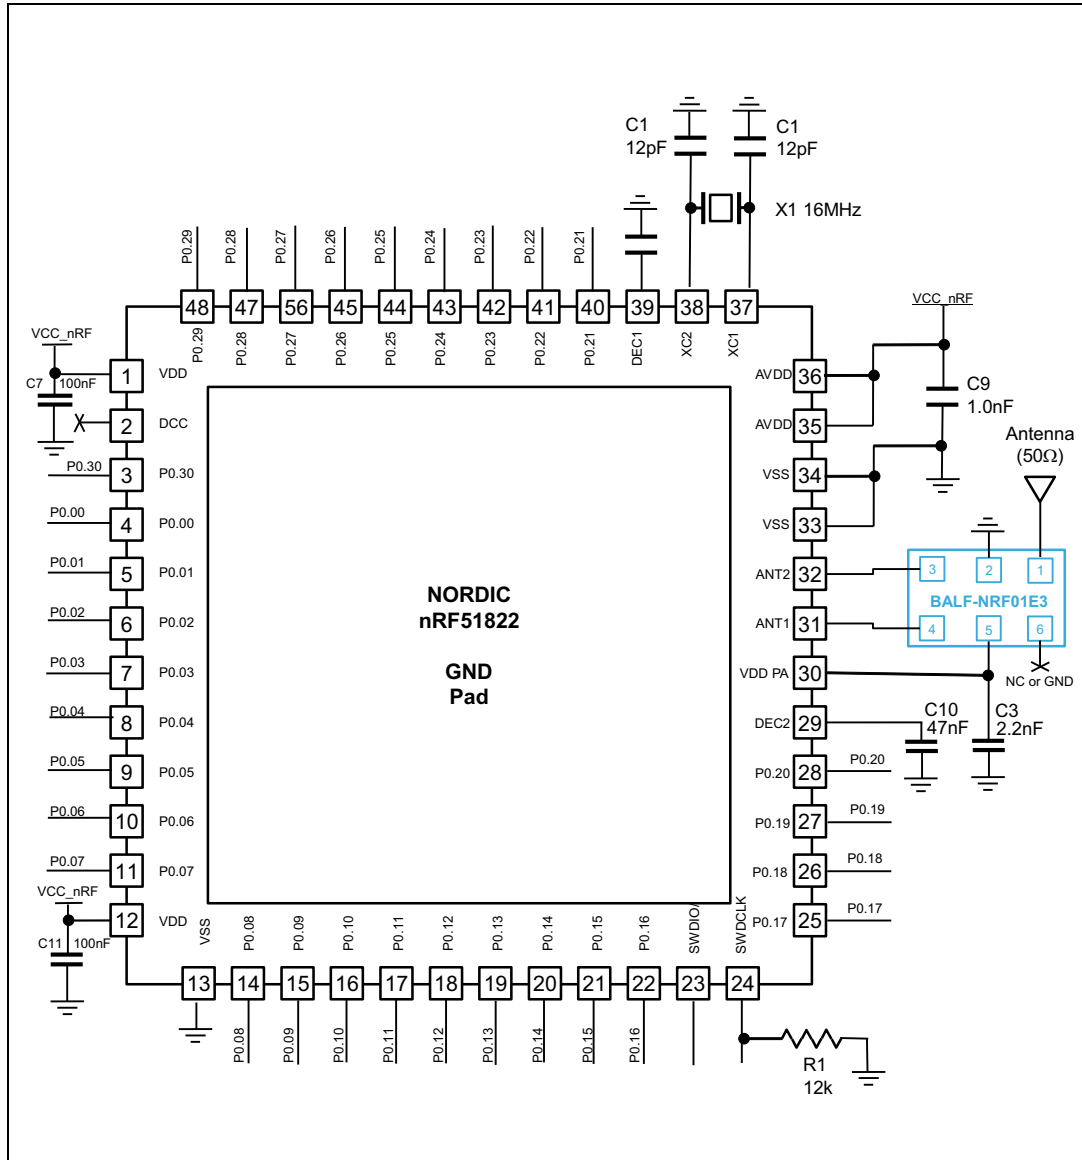 C1
12pF
C1
12pF
X1 16MHz
P0.29
P0.28
P0.27
P0.26
P0.25
P0.24
P0.23
P0.22
P0.21
48
47
56
45
44
43
42
41
40
39
38
37
P0.29
P0.28
P0.27
P0.26
P0.25
P0.24
P0.23
P0.22
P0.21
DEC1
XC2
XC1
VCC_nRF
C7 100nF
1
VDD
2
DCC
P0.30
3
P0.30
P0.00
4
P0.00
P0.01
5
P0.01
P0.02
6
P0.02
P0.03
7
P0.03
P0.04
8
P0.04
P0.05
9
P0.05
P0.06
10
P0.06
P0.07
11
P0.07
VCC_nRF
12
VDD
C11 100nF
NORDIC
nRF51822
GND
Pad
VCC_nRF
AVDD
36
C9
1.0nF
AVDD
35
Antenna
(50Ω)
VSS
34
VSS
33
ANT2
32
3
2
1
BALF-NRF01E3
ANT1
31
4
5
6
VDD PA
30
NC or GND
DEC2
29
C10
47nF
C3
2.2nF
P0.20
28
P0.20
P0.19
27
P0.19
P0.18
26
P0.18
P0.17
25
P0.17
VSS
P0.08
P0.09
P0.10
P0.11
P0.12
P0.13
P0.14
P0.15
P0.16
SWDIO/
SWDCLK
13
14
15
16
17
18
19
20
21
22
23
24
P0.08
P0.09
P0.10
P0.11
P0.12
P0.13
P0.14
P0.15
P0.16
R1
12k